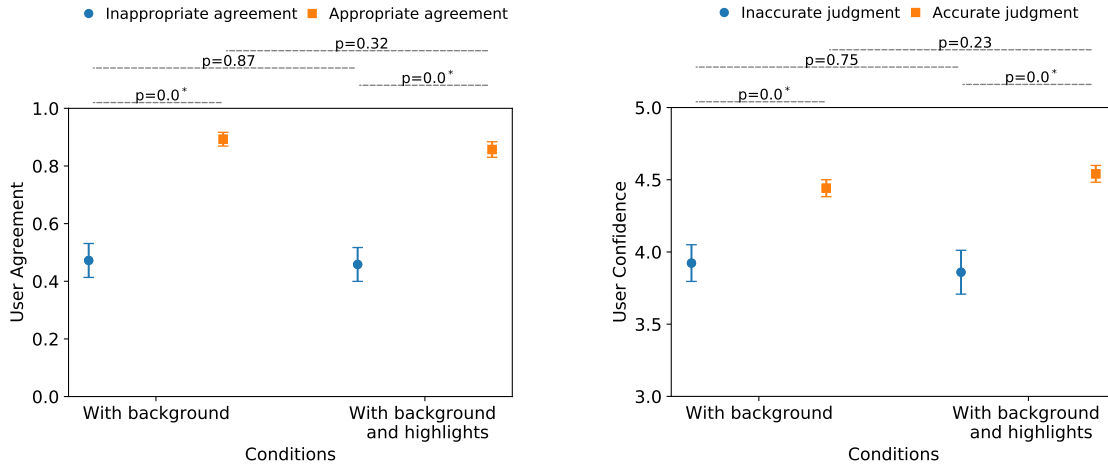 Inappropriate agreement Appropriate agreement
p=0.32
p=0.87
p=0.0*
p=0.0*
1.0
0.8
0.6
0.4
0.2
0.0
User Agreement
With background
With background
and highlights
Conditions
Inaccurate judgment Accurate judgment
p=0.23
p=0.75
p=0.0*
p=0.0*
5.0
4.5
4.0
3.5
3.0
User Confidence
With background
With background
and highlights
Conditions